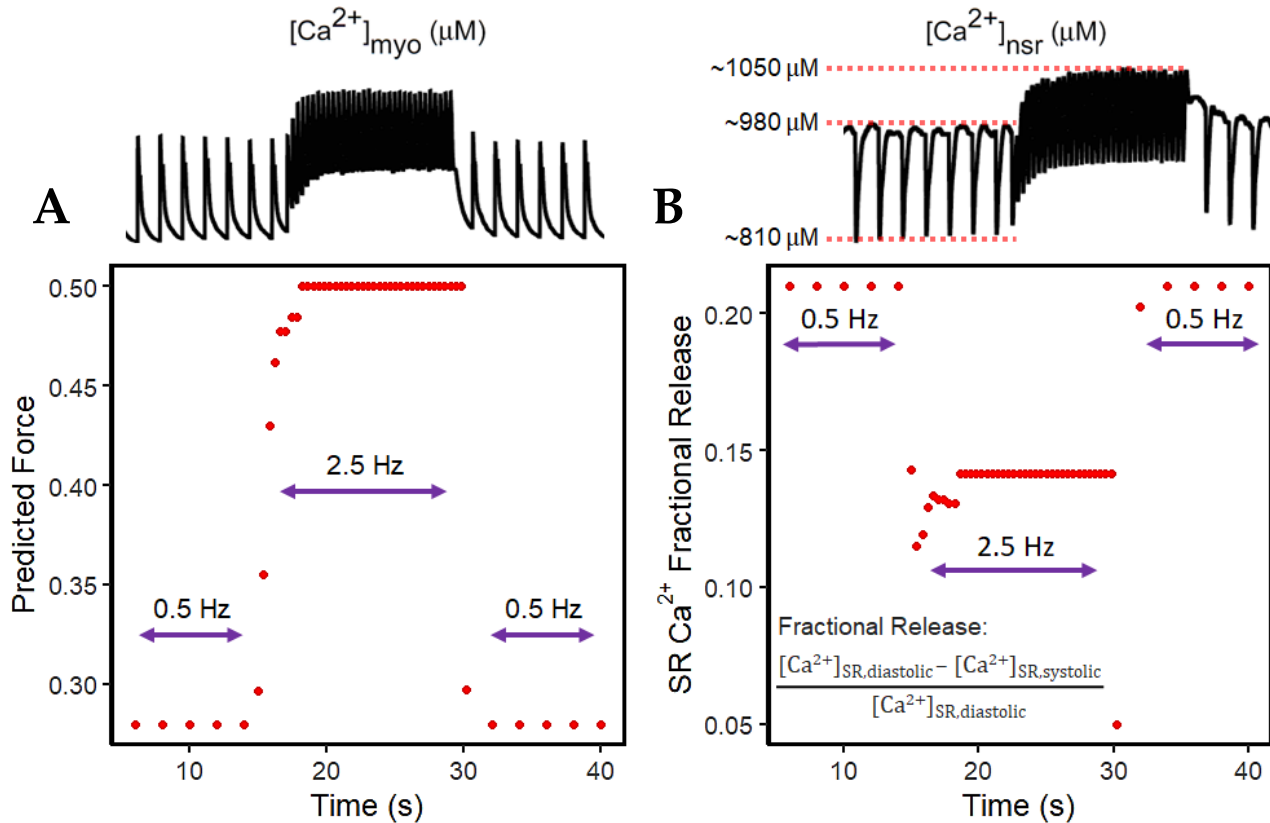 [Ca²⁺]myo (μM)
[Ca²⁺]nsr (μM)
~1050 μM
~980 μM
~810 μM
A
B
Predicted Force
0.50
0.45
0.40
0.35
0.30
0.5 Hz
2.5 Hz
0.5 Hz
10
20
30
40
Time (s)
SR Ca²⁺ Fractional Release
0.20
0.15
0.10
0.05
0.5 Hz
0.5 Hz
2.5 Hz
Fractional Release:
[Ca²⁺]SR,diastolic − [Ca²⁺]SR,systolic
[Ca²⁺]SR,diastolic
10
20
30
40
Time (s)